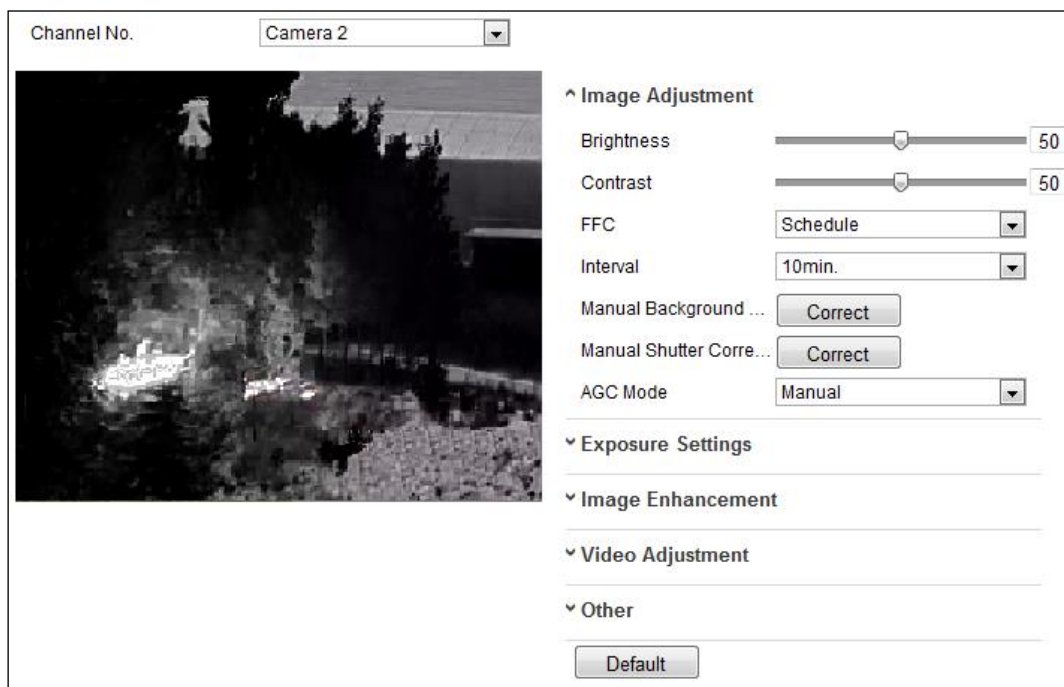 Channel No. Camera 2
Image Adjustment
Brightness 50
Contrast 50
FFC Schedule
Interval 10min.
Manual Background ... Correct
Manual Shutter Corre... Correct
AGC Mode Manual
Exposure Settings
Image Enhancement
Video Adjustment
Other
Default